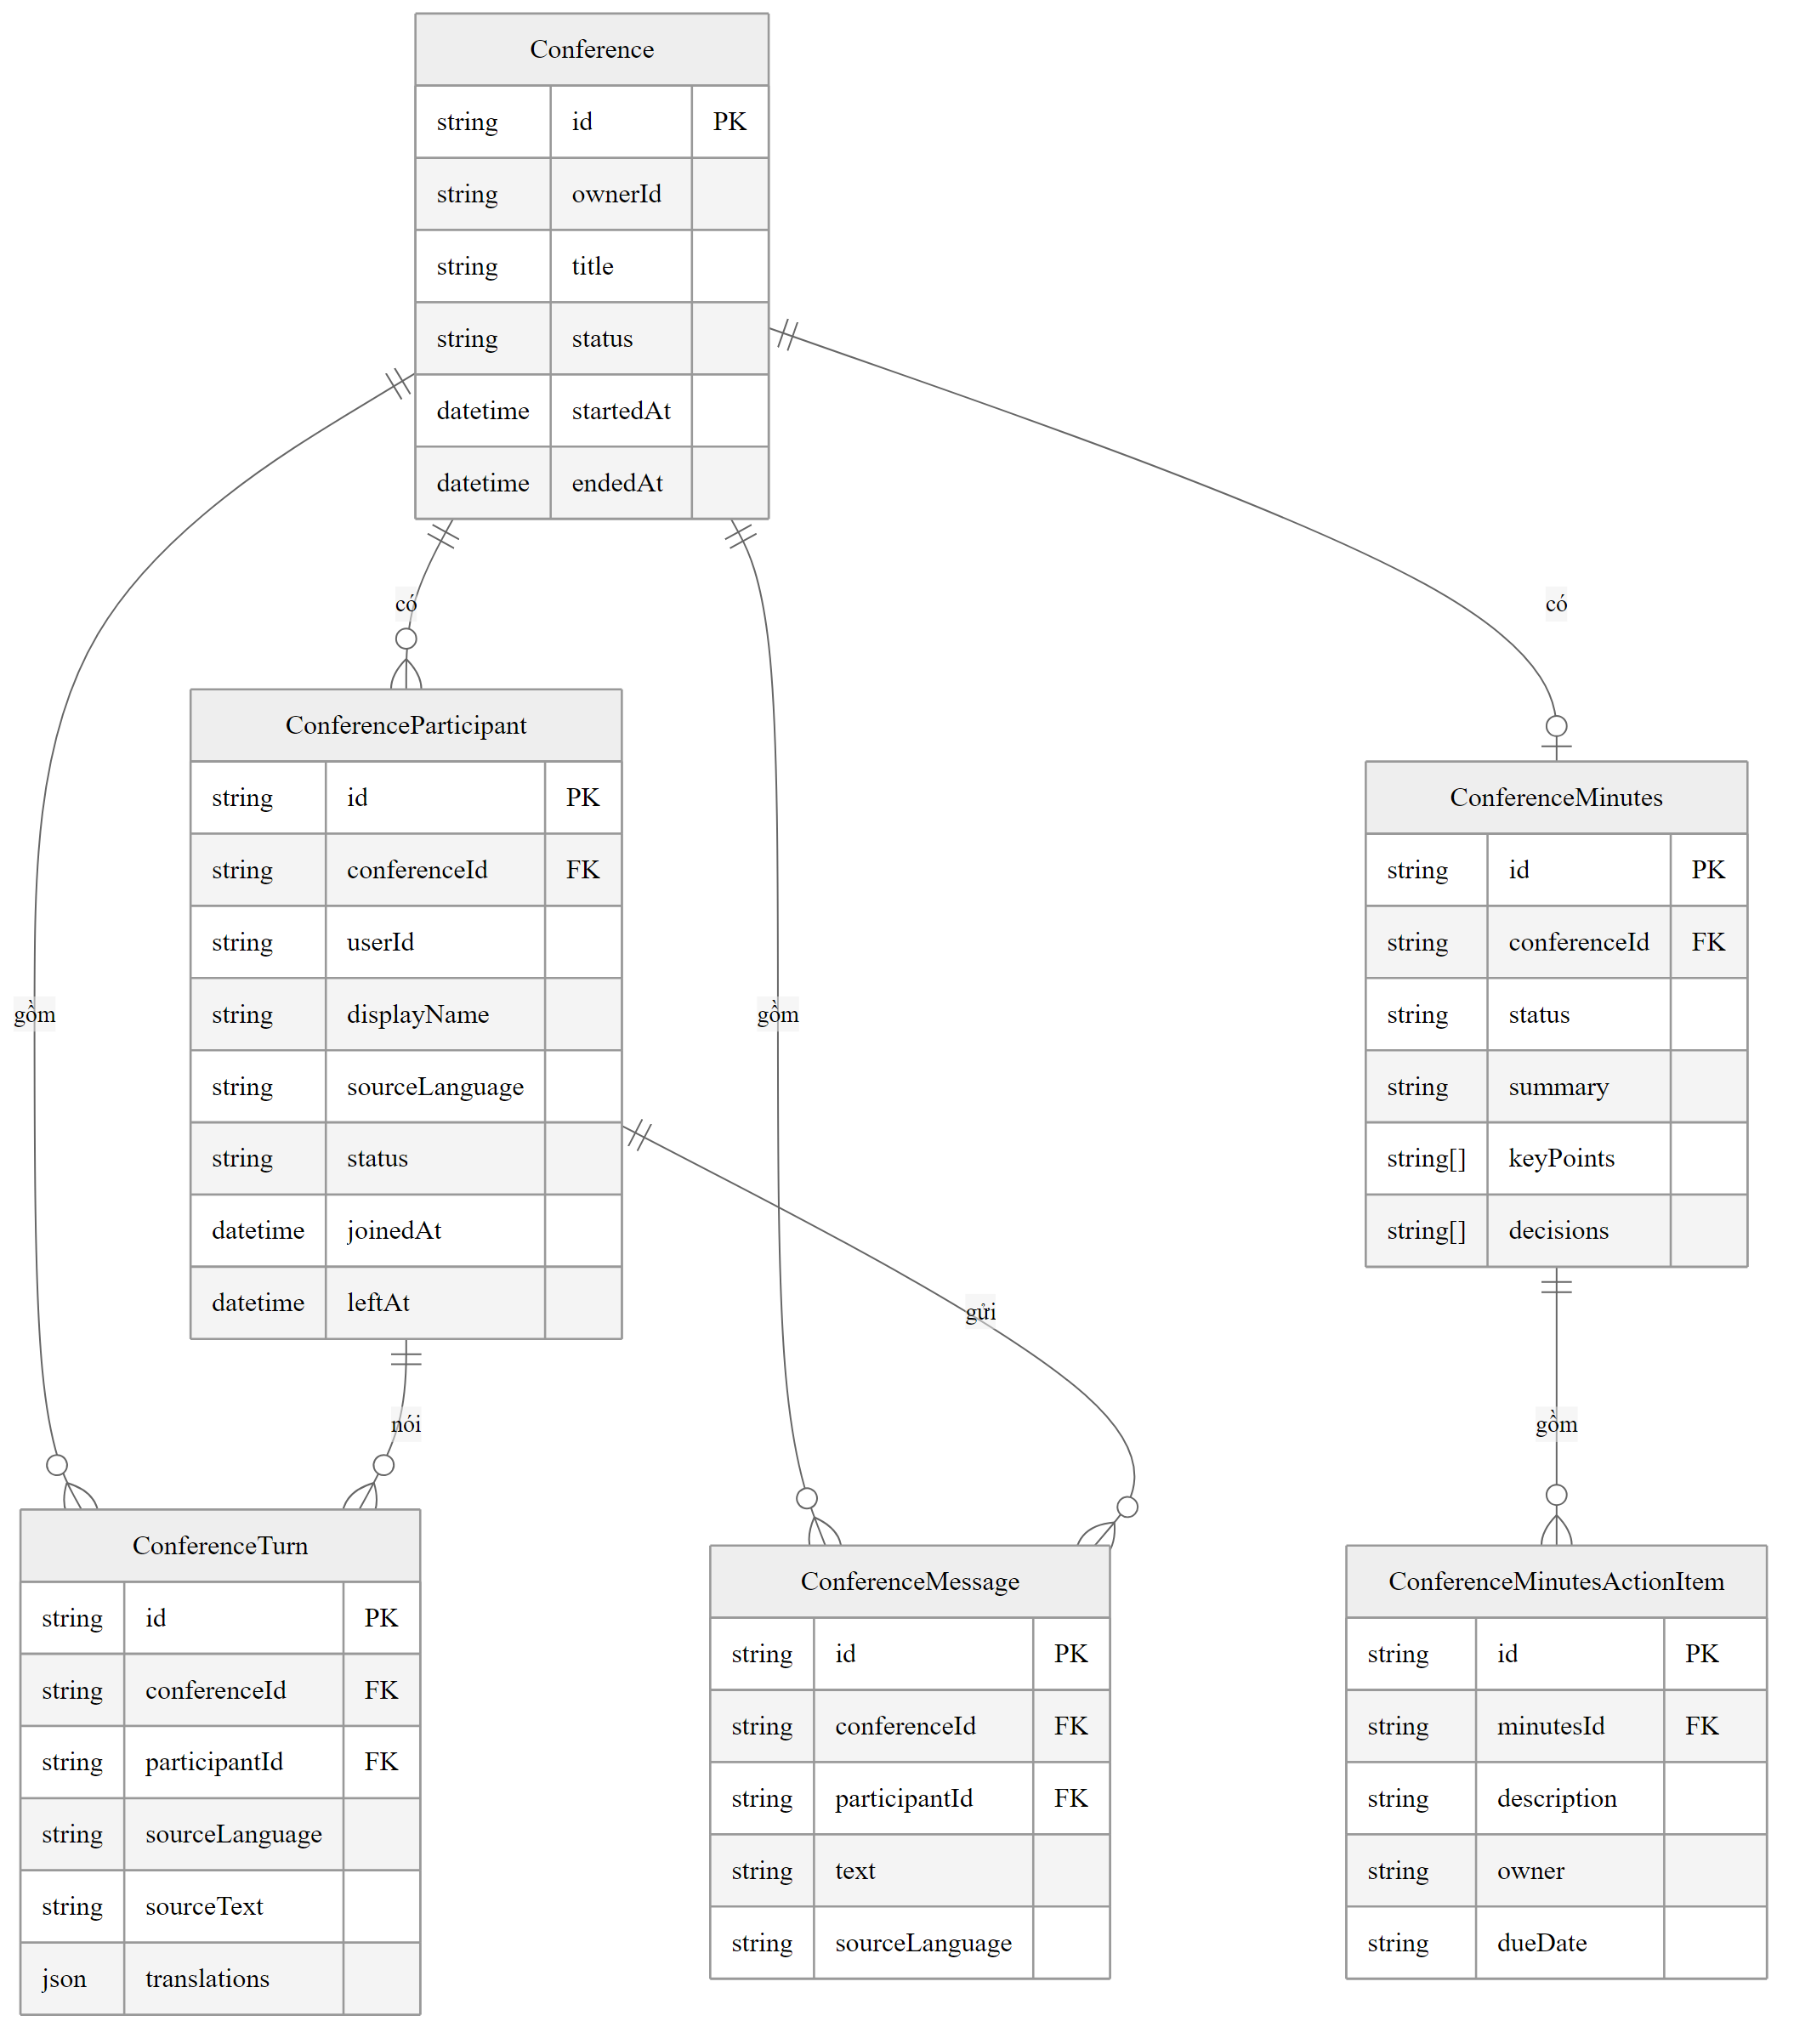 Conference
string id PK
string ownerId
string title
string status
datetime startedAt
datetime endedAt
có
có
ConferenceParticipant
string id PK
string conferenceId FK
string userId
string displayName
string sourceLanguage
string status
datetime joinedAt
datetime leftAt
ConferenceMinutes
string id PK
string conferenceId FK
string status
string summary
string[] keyPoints
string[] decisions
gồm
gồm
gửi
nói
gồm
ConferenceTurn
string id PK
string conferenceId FK
string participantId FK
string sourceLanguage
string sourceText
json translations
ConferenceMessage
string id PK
string conferenceId FK
string participantId FK
string text
string sourceLanguage
ConferenceMinutesActionItem
string id PK
string minutesId FK
string description
string owner
string dueDate